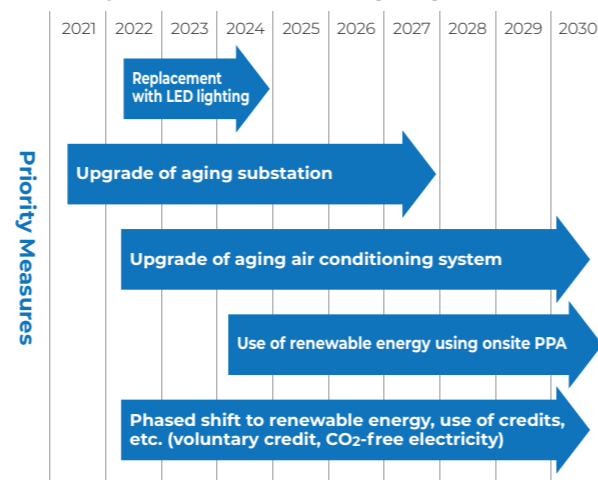 2021 2022 2023 2024 2025 2026 2027 2028 2029 2030
Priority Measures
Replacement
with LED lighting
Upgrade of aging substation
Upgrade of aging air conditioning system
Use of renewable energy using onsite PPA
Phased shift to renewable energy, use of credits,
etc. (voluntary credit, CO2-free electricity)